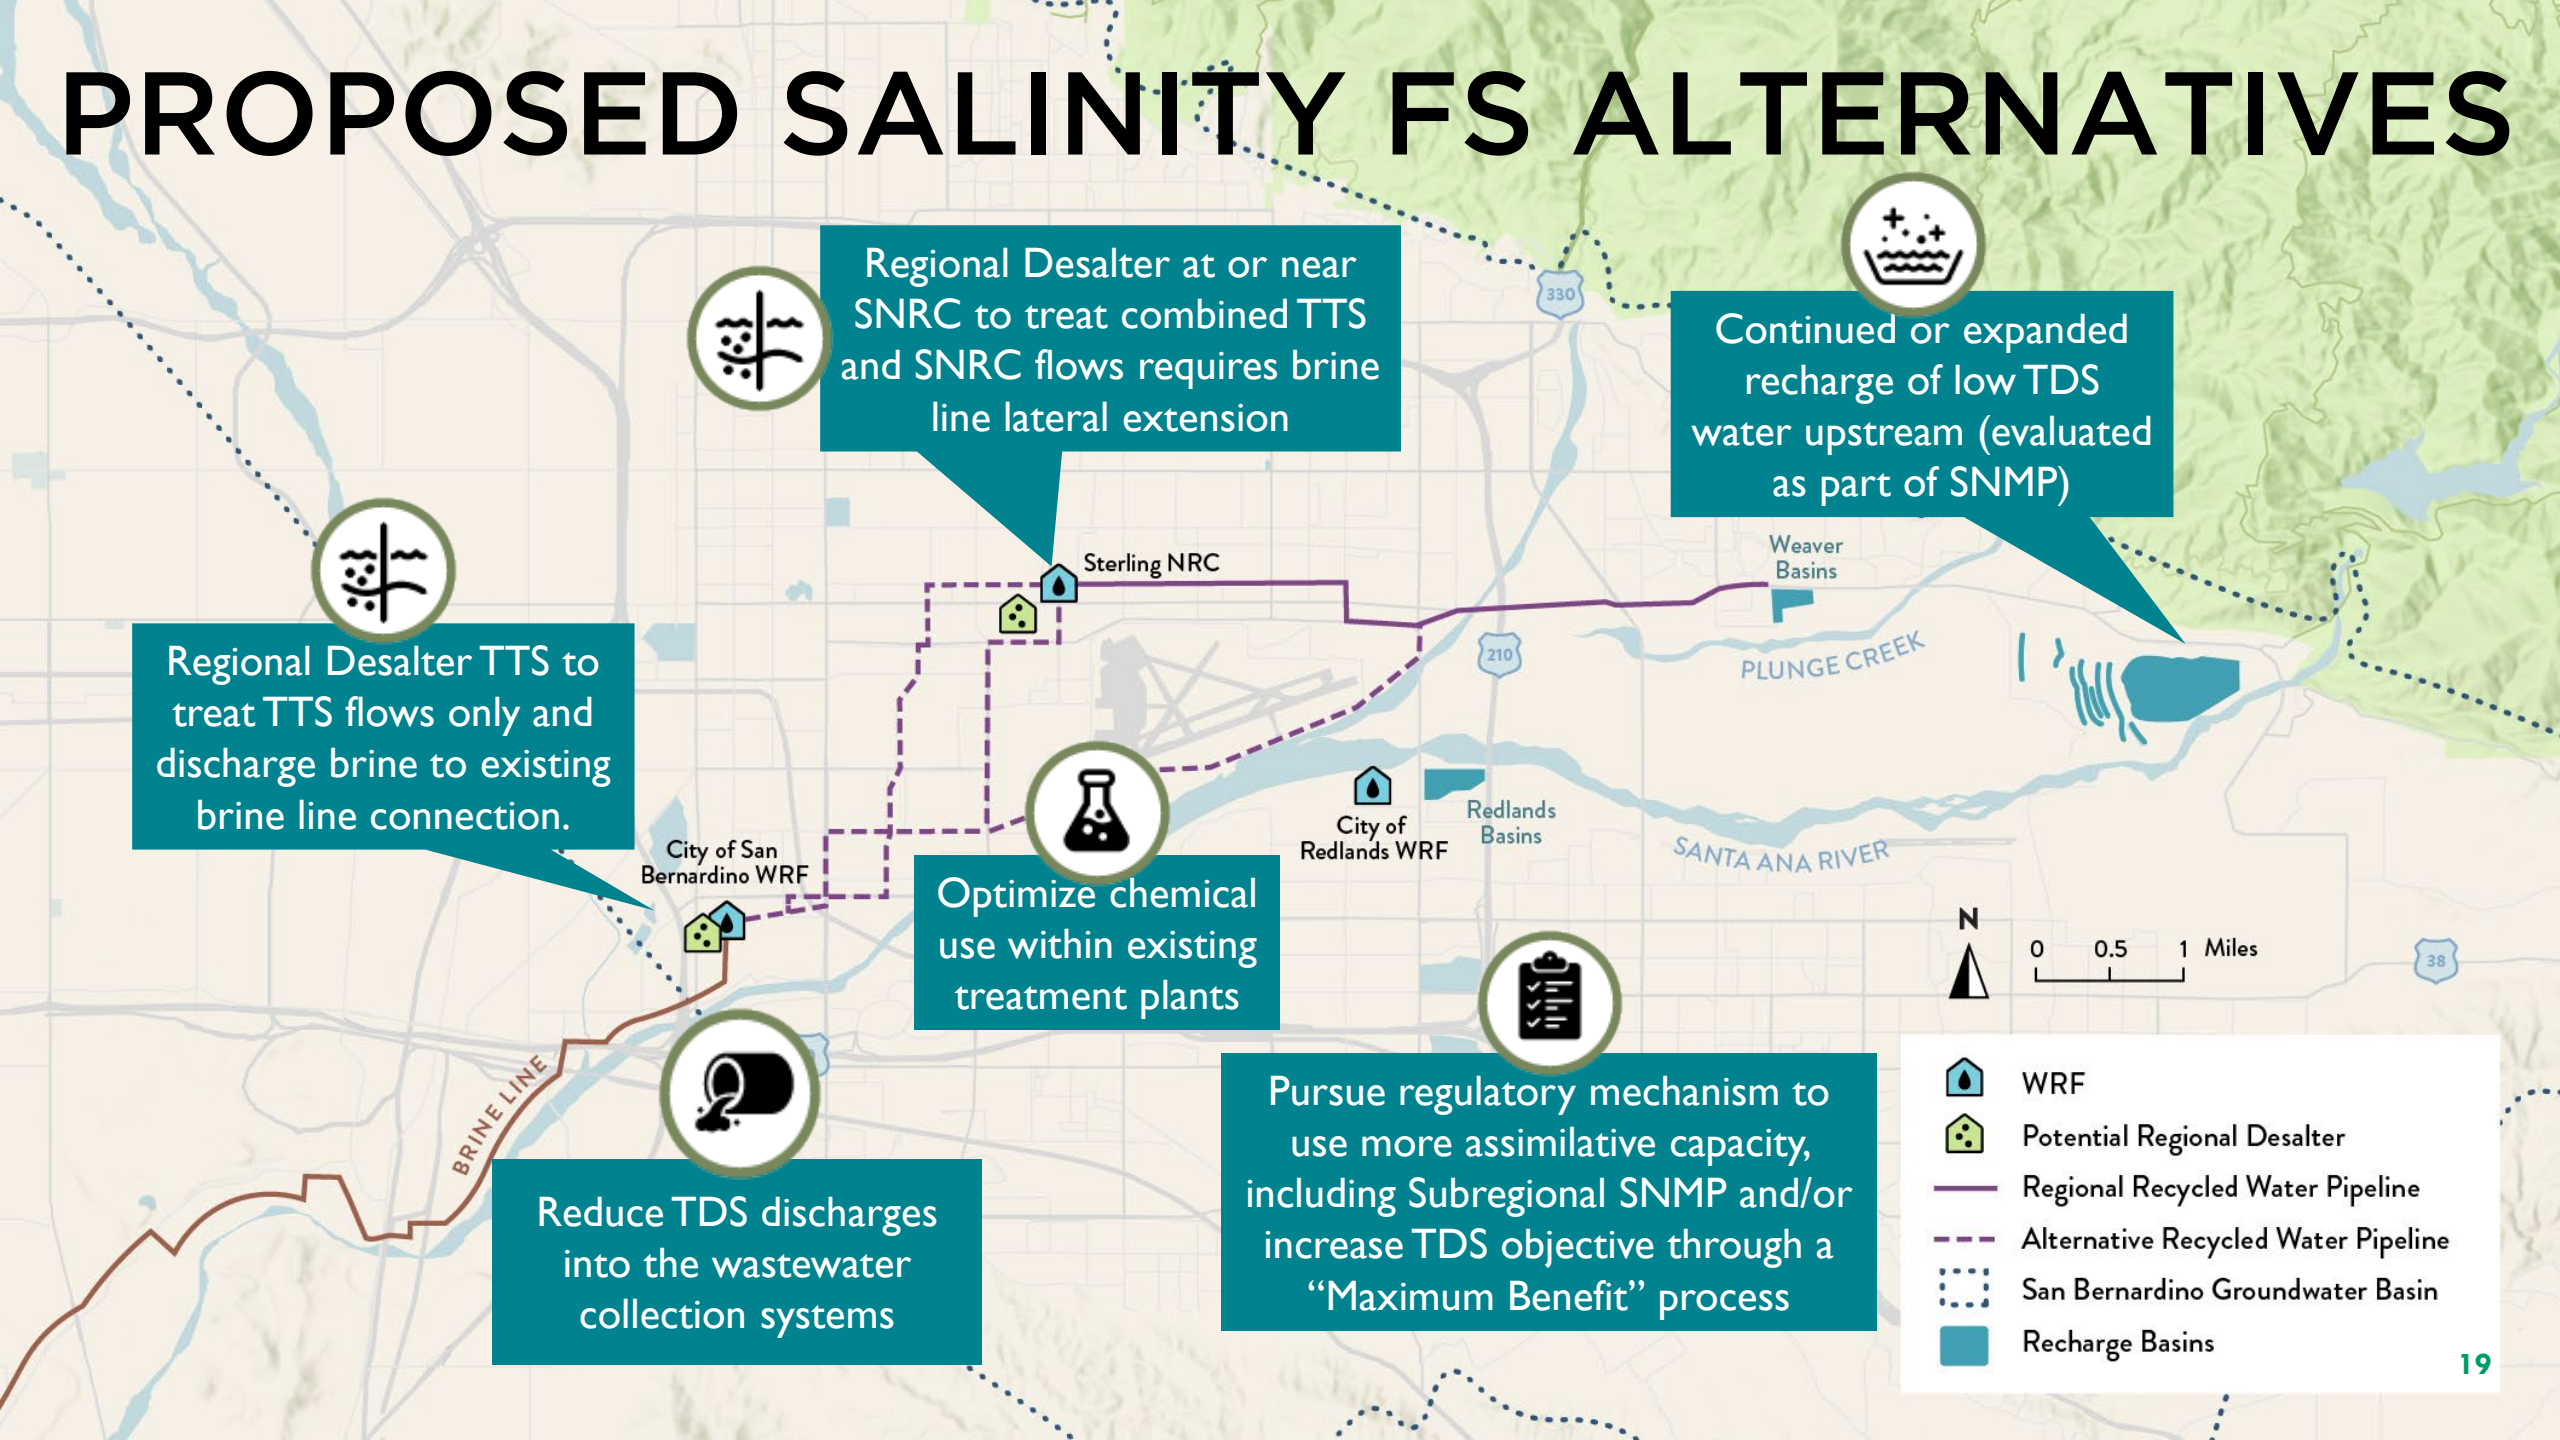 PROPOSED SALINITY FS ALTERNATIVES
Regional Desalter at or near
SNRC to treat combined TTS
and SNRC flows requires brine
line lateral extension
330
Continued or expanded
recharge of low TDS
water upstream (evaluated
as part of SNMP)
Regional Desalter TTS to
treat TTS flows only and
discharge brine to existing
brine line connection.
Sterling NRC
Weaver
Basins
210
PLUNGE CREEK
City of San
Bernardino WRF
City of
Redlands WRF
Redlands
Basins
SANTA ANA RIVER
Optimize chemical
use within existing
treatment plants
N
0 0.5 1 Miles
38
BRINE LINE
Reduce TDS discharges
into the wastewater
collection systems
Pursue regulatory mechanism to
use more assimilative capacity,
including Subregional SNMP and/or
increase TDS objective through a
“Maximum Benefit” process
WRF
Potential Regional Desalter
Regional Recycled Water Pipeline
Alternative Recycled Water Pipeline
San Bernardino Groundwater Basin
Recharge Basins
19